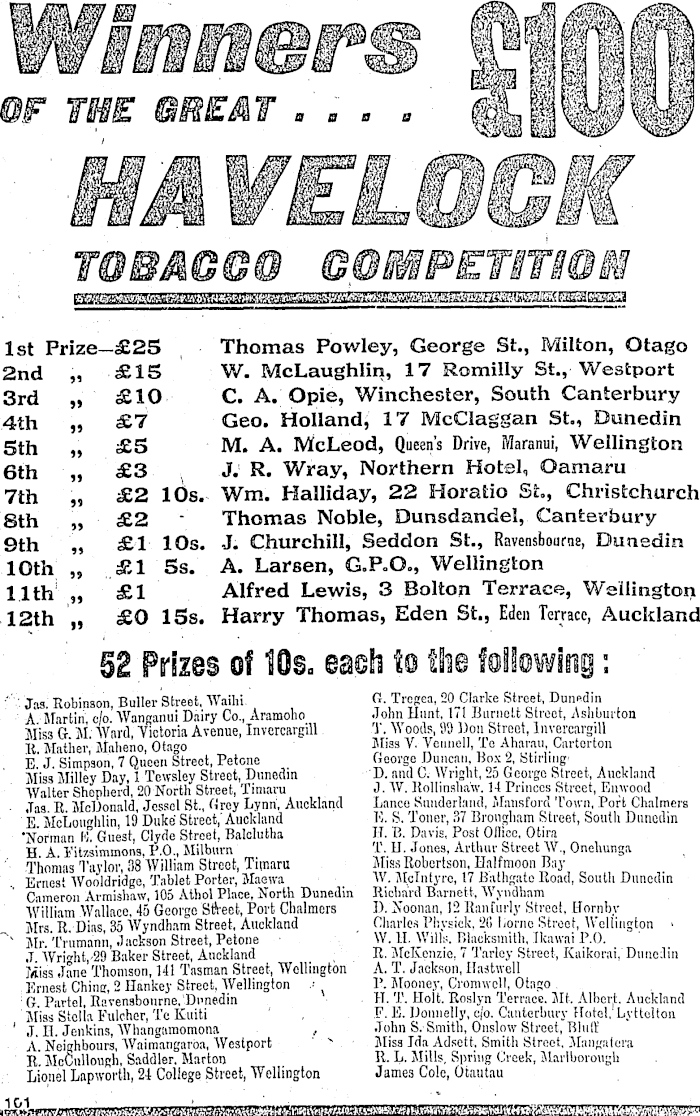 Winners £100
OF THE GREAT . . . .
HAVELOCK
TOBACCO COMPETITION
1st Prize—£25 Thomas Powley, George St., Milton, Otago
2nd „ £15 W. McLaughlin, 17 Romilly St., Westport
3rd „ £10 C. A. Opie, Winchester, South Canterbury
4th „ £7 Geo. Holland, 17 McClaggan St., Dunedin
5th „ £5 M. A. McLeod, Queen's Drive, Maranui, Wellington
6th „ £3 J. R. Wray, Northern Hotel, Oamaru
7th „ £2 10s. Wm. Halliday, 22 Horatio St., Christchurch
8th „ £2 Thomas Noble, Dunsdandel, Canterbury
9th „ £1 10s. J. Churchill, Seddon St., Ravensbourne, Dunedin
10th „ £1 5s. A. Larsen, G.P.O., Wellington
11th „ £1 Alfred Lewis, 3 Bolton Terrace, Wellington
12th „ £0 15s. Harry Thomas, Eden St., Eden Terrace, Auckland
52 Prizes of 10s. each to the following :
Jas. Robinson, Buller Street, Waihi
A. Martin, c/o. Wanganui Dairy Co., Aramoho
Miss G. M. Ward, Victoria Avenue, Invercargill
R. Mather, Maheno, Otago
E. J. Simpson, 7 Queen Street, Petone
Miss Milley Day, 1 Tewsley Street, Dunedin
Walter Shepherd, 20 North Street, Timaru
Jas. R. McDonald, Jessel St., Grey Lynn, Auckland
E. McLoughlin, 19 Duke Street, Auckland
Norman E. Guest, Clyde Street, Balclutha
H. A. Fitzsimmons, P.O., Milburn
Thomas Taylor, 38 William Street, Timaru
Ernest Wooldridge, Tablet Porter, Maewa
Cameron Armishaw, 105 Athol Place, North Dunedin
William Wallace, 45 George Street, Port Chalmers
Mrs. R. Dias, 35 Wyndham Street, Auckland
Mr. Trumann, Jackson Street, Petone
J. Wright, 29 Baker Street, Auckland
Miss Jane Thomson, 141 Tasman Street, Wellington
Ernest Ching, 2 Hankey Street, Wellington
G. Partel, Ravensbourne, Dunedin
Miss Stella Fulcher, Te Kuiti
J. H. Jenkins, Whangamomona
A. Neighbours, Waimangaroa, Westport
R. McCullough, Saddler, Marton
Lionel Lapworth, 24 College Street, Wellington
G. Tregea, 20 Clarke Street, Dunedin
John Hunt, 171 Burnett Street, Ashburton
T. Woods, 99 Don Street, Invercargill
Miss V. Vennell, Te Aharau, Carterton
George Duncan, Box 2, Stirling
D. and C. Wright, 25 George Street, Auckland
J. W. Rollinshaw, 14 Princes Street, Enwood
Lance Sunderland, Mansford Town, Port Chalmers
E. S. Toner, 37 Brougham Street, South Dunedin
H. B. Davis, Post Office, Otira
T. H. Jones, Arthur Street W., Onehunga
Miss Robertson, Halfmoon Bay
W. McIntyre, 17 Bathgate Road, South Dunedin
Richard Barnett, Wyndham
D. Noonan, 12 Ranfurly Street, Hornby
Charles Physick, 26 Lorne Street, Wellington
W. H. Wills, Blacksmith, Ikawai P.O.
R. McKenzie, 7 Tarley Street, Kaikorai, Dunedin
A. T. Jackson, Hastwell
P. Mooney, Cromwell, Otago
H. T. Holt, Roslyn Terrace, Mt. Albert, Auckland
F. E. Donnelly, c/o. Canterbury Hotel, Lyttelton
John S. Smith, Onslow Street, Bluff
Miss Ida Adsett, Smith Street, Mangatera
R. L. Mills, Spring Creek, Marlborough
James Cole, Otautau
101